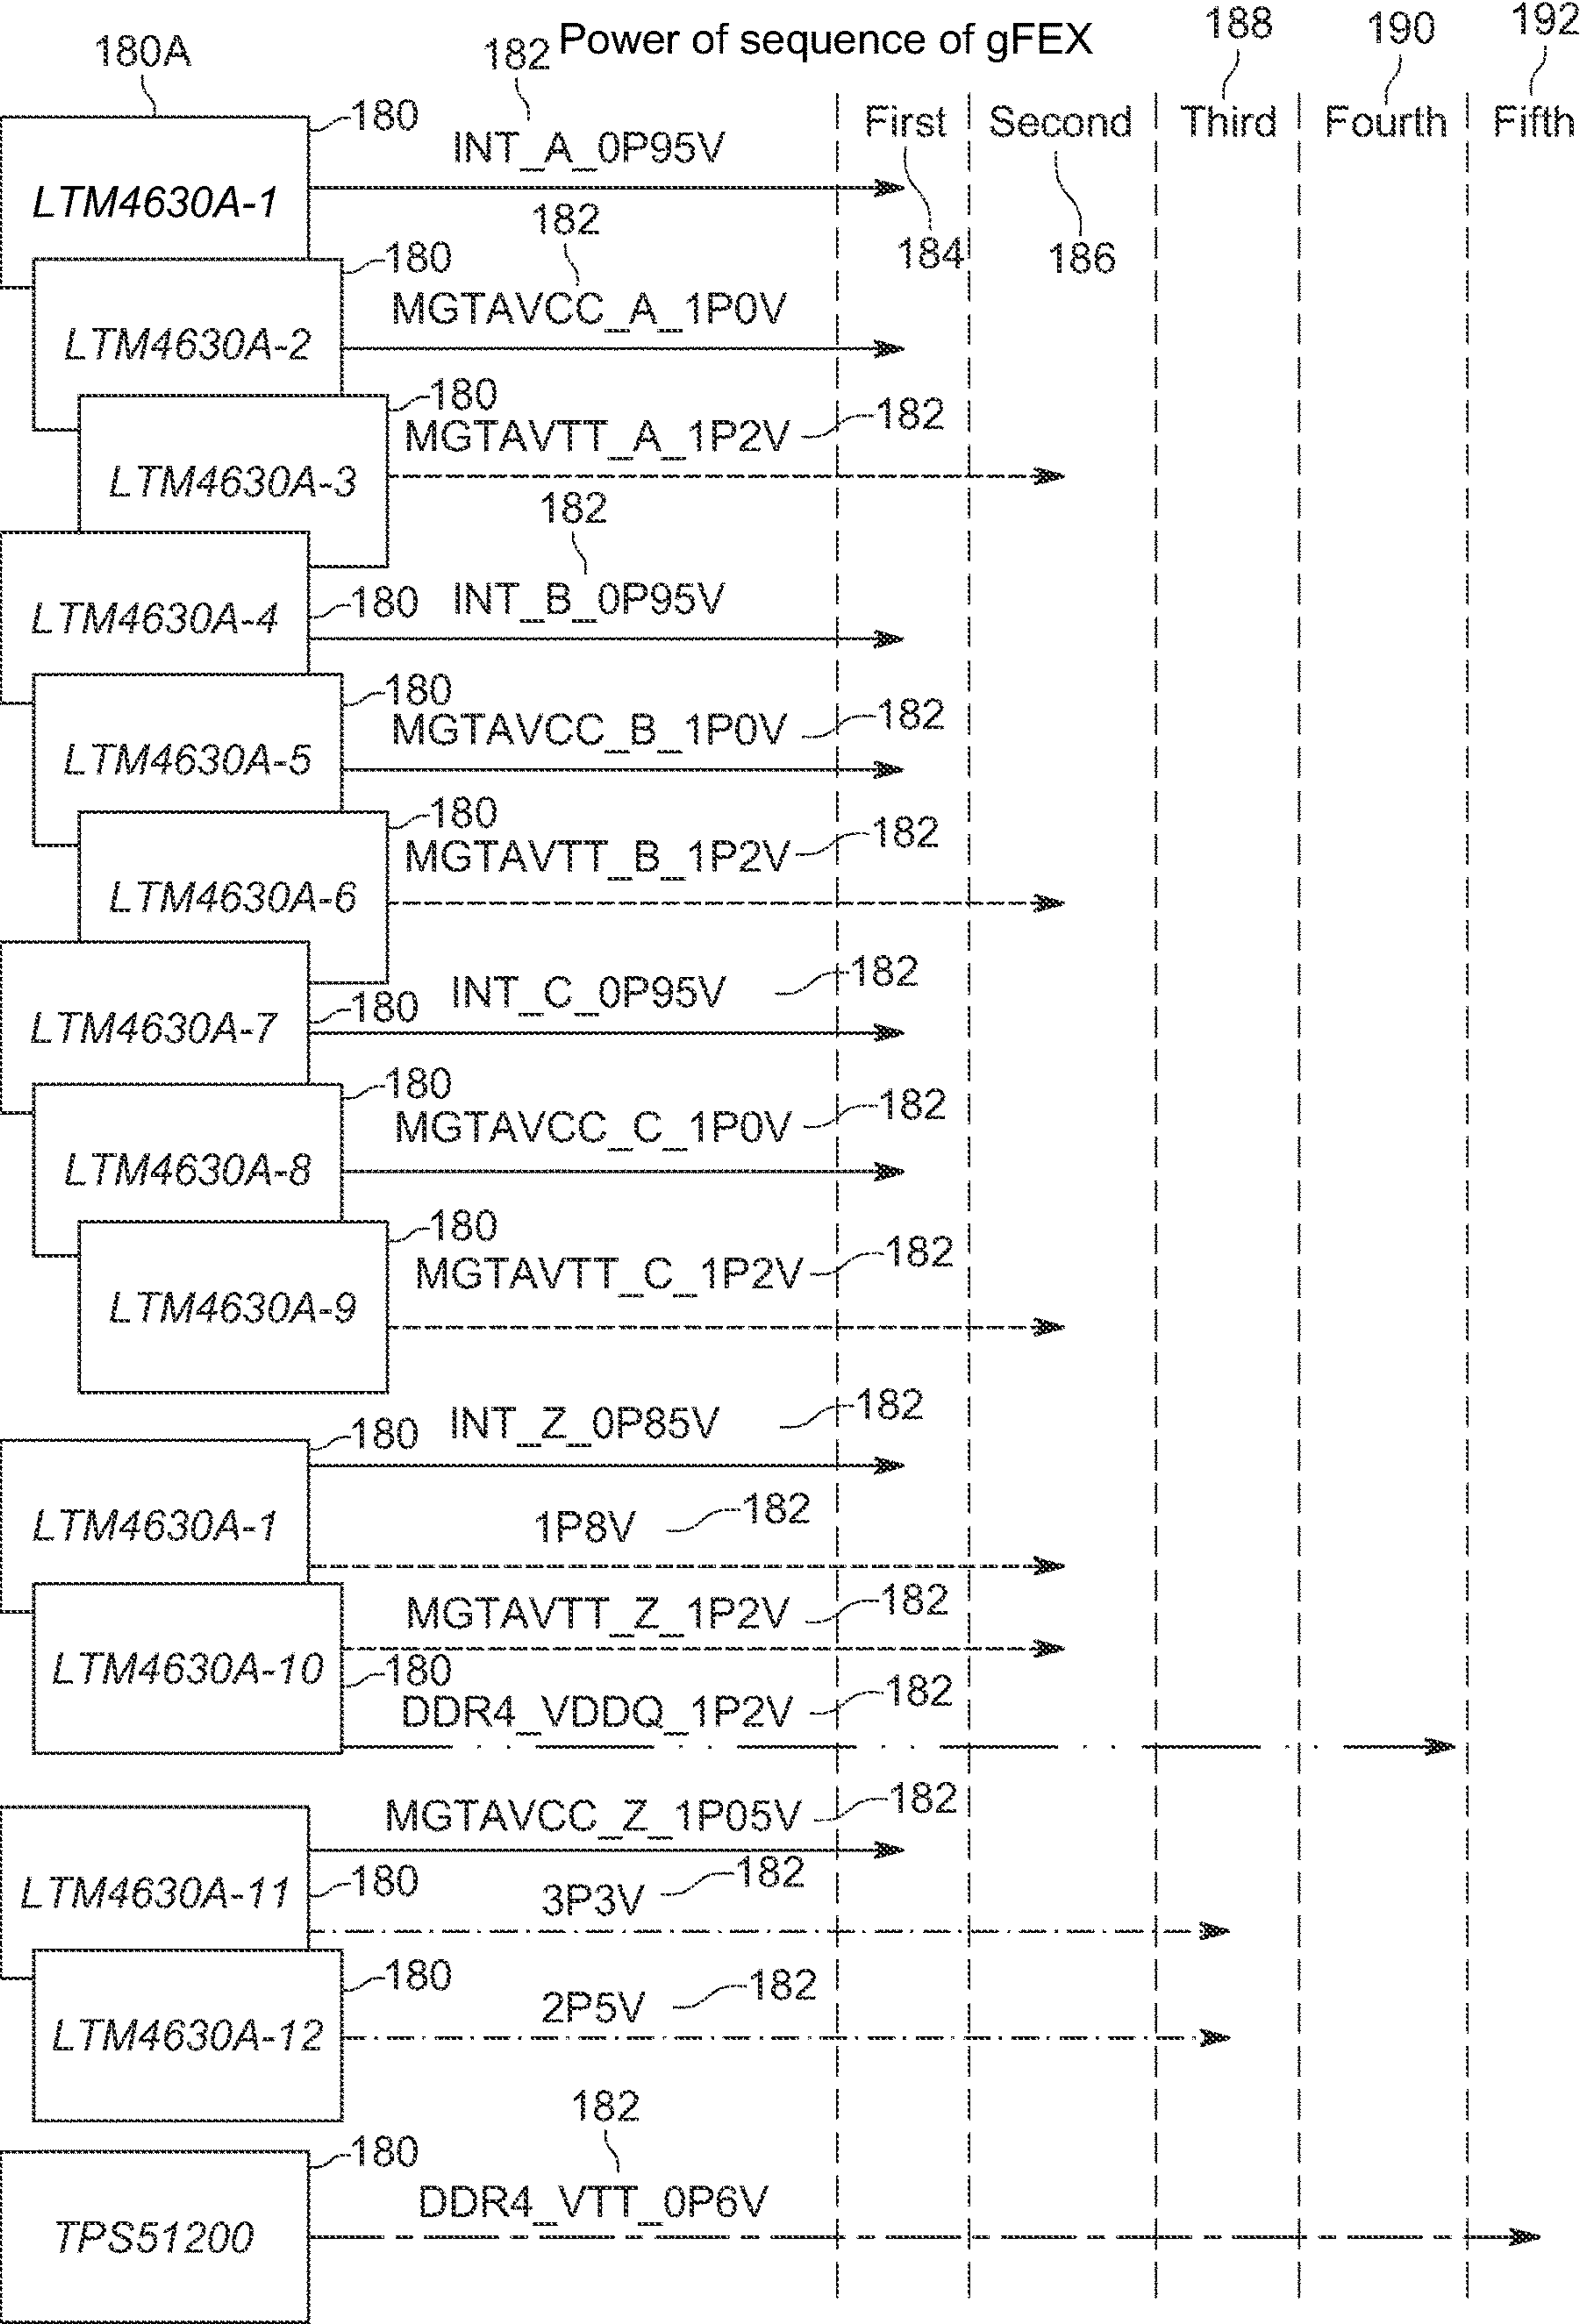 Power of sequence of gFEX
188
190
192
180A
182
180
INT_A_0P95V
First
Second
Third
Fourth
Fifth
LTM4630A-1
182
184
186
180
MGTAVCC_A_1P0V
LTM4630A-2
180
MGTAVTT_A_1P2V
182
LTM4630A-3
182
180
INT_B_0P95V
LTM4630A-4
180
MGTAVCC_B_1P0V
182
LTM4630A-5
180
MGTAVTT_B_1P2V
182
LTM4630A-6
INT_C_0P95V
182
180
LTM4630A-7
180
MGTAVCC_C_1P0V
182
LTM4630A-8
180
MGTAVTT_C_1P2V
182
LTM4630A-9
180
INT_Z_0P85V
182
LTM4630A-1
1P8V
182
MGTAVTT_Z_1P2V
182
LTM4630A-10
180
DDR4_VDDQ_1P2V
182
MGTAVCC_Z_1P05V
182
LTM4630A-11
180
3P3V
182
180
2P5V
182
LTM4630A-12
182
180
DDR4_VTT_0P6V
TPS51200